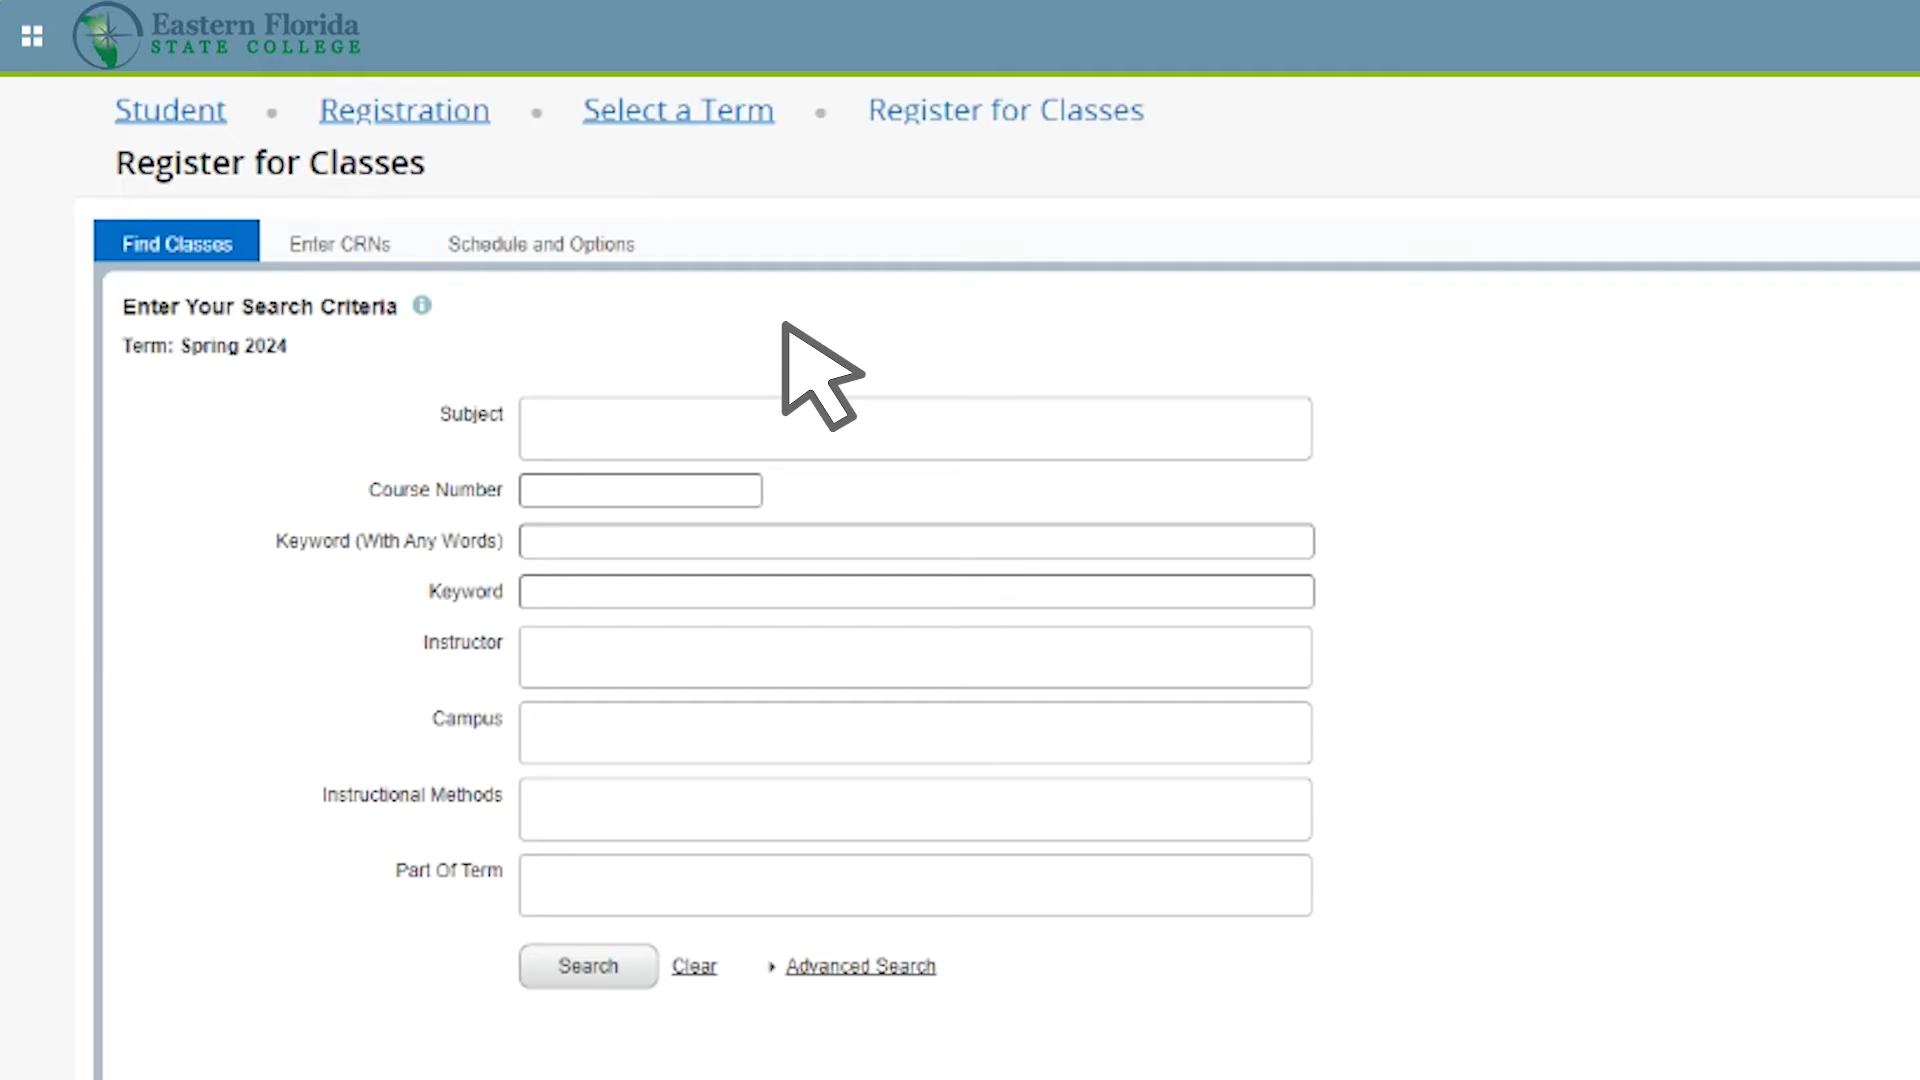 Eastern Florida
STATE COLLEGE
Student • Registration • Select a Term • Register for Classes
Register for Classes
Find Classes Enter CRNs Schedule and Options
Enter Your Search Criteria
Term: Spring 2024
Subject
Course Number
Keyword (With Any Words)
Keyword
Instructor
Campus
Instructional Methods
Part Of Term
Search Clear Advanced Search